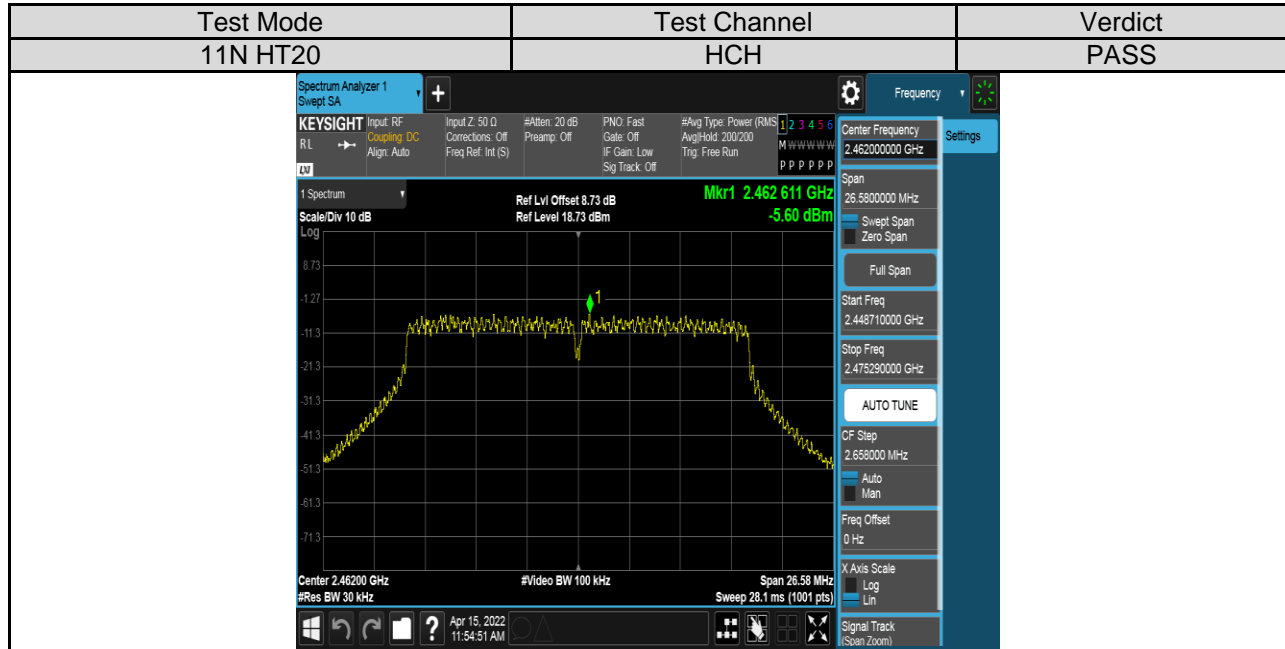 Test Mode Test Channel Verdict
11N HT20 HCH PASS
Spectrum Analyzer 1
Swept SA
+
Frequency
KEYSIGHT
RL
LXI
Input: RF
Coupling: DC
Align: Auto
Input Z: 50 Ω
Corrections: Off
Freq Ref: Int (S)
#Atten: 20 dB
Preamp: Off
PNO: Fast
Gate: Off
IF Gain: Low
Sig Track: Off
#Avg Type: Power (RMS
Avg|Hold: 200/200
Trig: Free Run
1 2 3 4 5 6
M W W W W W
P P P P P P
1 Spectrum
Scale/Div 10 dB
Log
Ref Lvl Offset 8.73 dB
Ref Level 18.73 dBm
Mkr1 2.462 611 GHz
-5.60 dBm
8.73
-1.27
-11.3
-21.3
-31.3
-41.3
-51.3
-61.3
-71.3
1
Center 2.46200 GHz
#Res BW 30 kHz
#Video BW 100 kHz
Span 26.58 MHz
Sweep 28.1 ms (1001 pts)
?
Apr 15, 2022
11:54:51 AM
Center Frequency
2.462000000 GHz
Settings
Span
26.5800000 MHz
Swept Span
Zero Span
Full Span
Start Freq
2.448710000 GHz
Stop Freq
2.475290000 GHz
AUTO TUNE
CF Step
2.658000 MHz
Auto
Man
Freq Offset
0 Hz
X Axis Scale
Log
Lin
Signal Track
(Span Zoom)